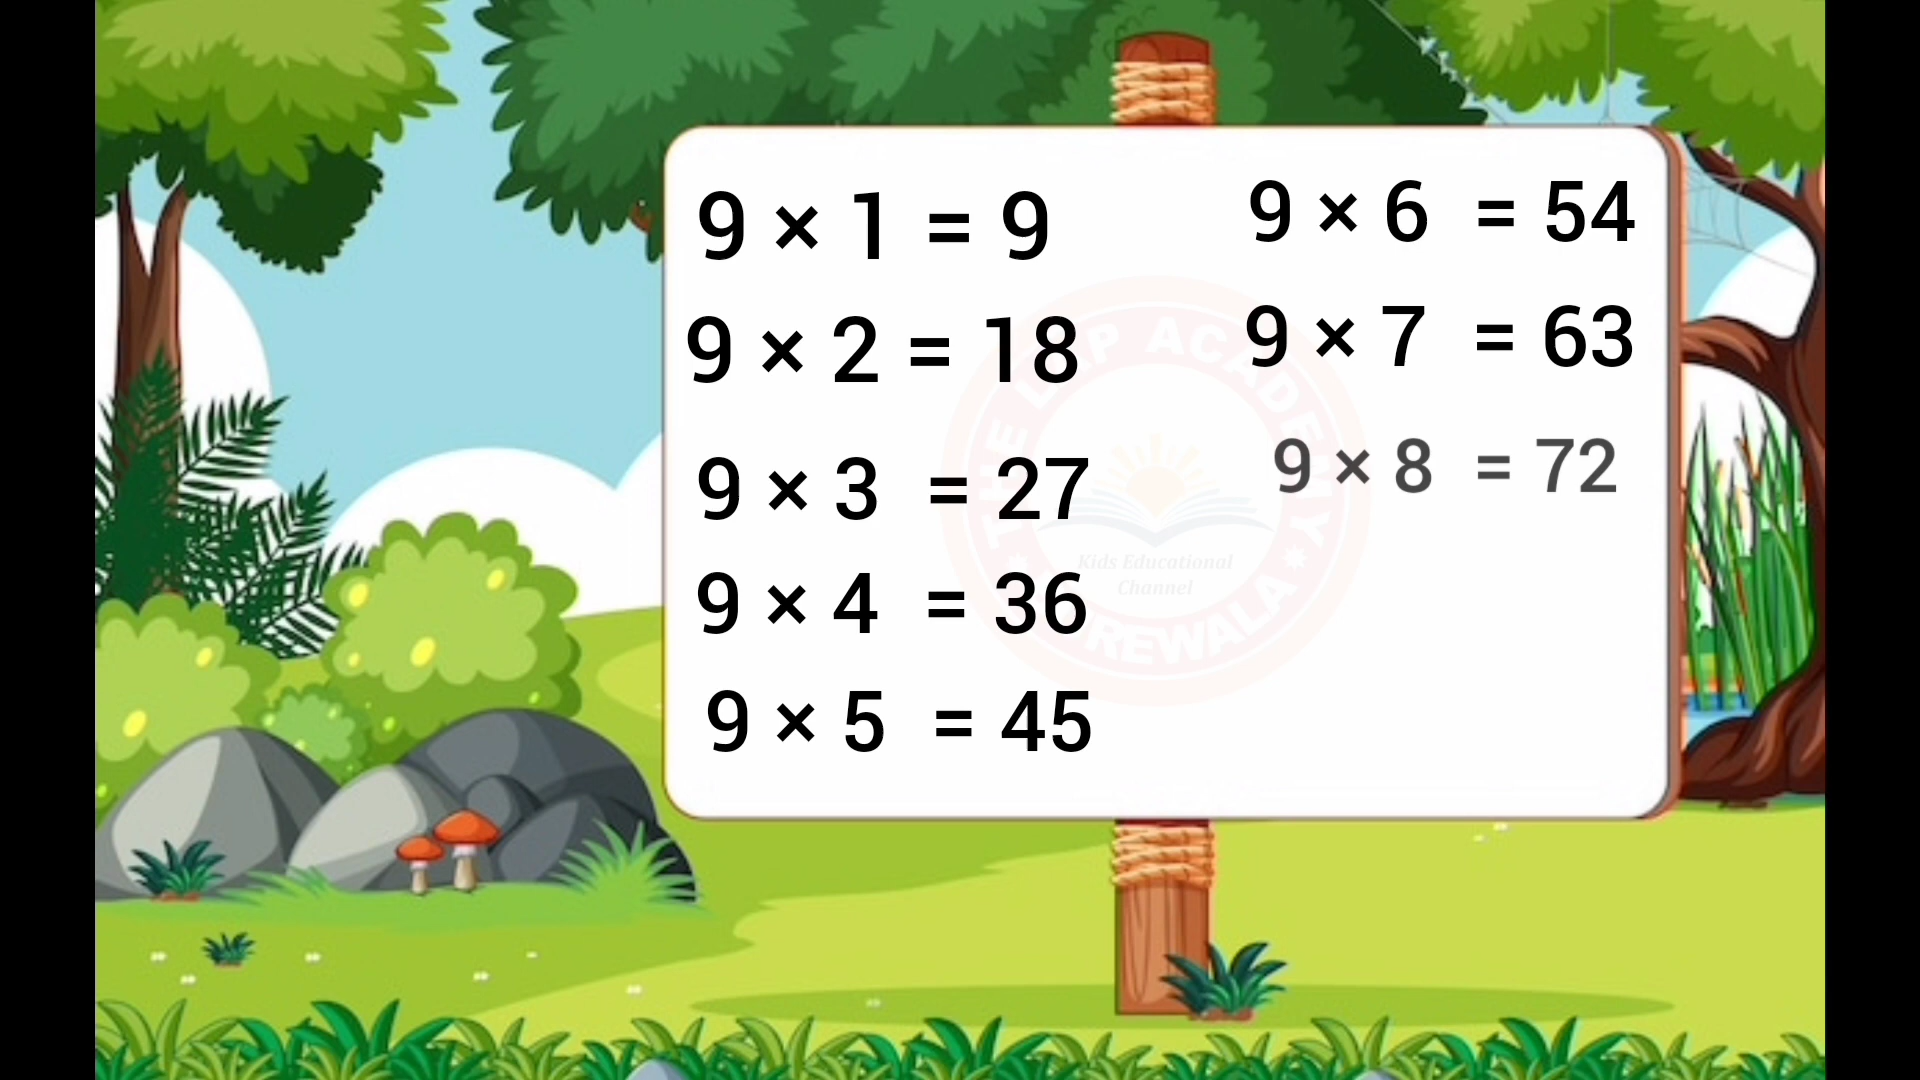 9 × 1 = 9
9 × 2 = 18
9 × 3 = 27
9 × 4 = 36
9 × 5 = 45
9 × 6 = 54
9 × 7 = 63
9 × 8 = 72
ACADEMY
Kids Educational
Channel